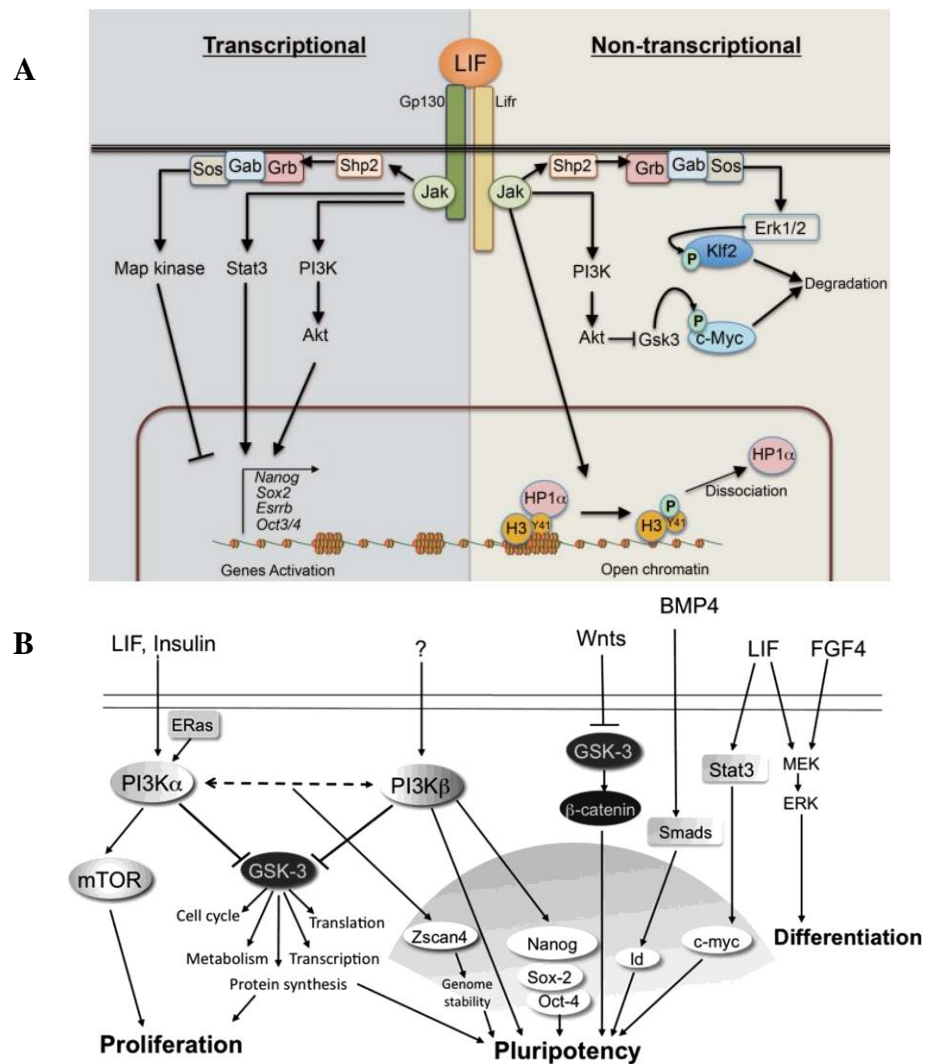 A
Transcriptional
Non-transcriptional
LIF
Gp130
Lifr
Sos
Gab
Grb
Shp2
Jak
Jak
Shp2
Grb
Gab
Sos
Map kinase
Stat3
PI3K
Akt
PI3K
Akt
Gsk3
Erk1/2
P
Klf2
Degradation
P
c-Myc
Nanog
Sox2
Esrrb
Oct3/4
Genes Activation
HP1α
H3
Y41
P
H3
Y41
HP1α
Dissociation
Open chromatin
B
LIF, Insulin
?
Wnts
BMP4
LIF
FGF4
ERas
PI3Kα
PI3Kβ
GSK-3
β-catenin
Stat3
MEK
ERK
Smads
mTOR
GSK-3
Cell cycle
Translation
Metabolism
Transcription
Protein synthesis
Zscan4
Genome
stability
Nanog
Sox-2
Oct-4
Id
c-myc
Differentiation
Proliferation
Pluripotency